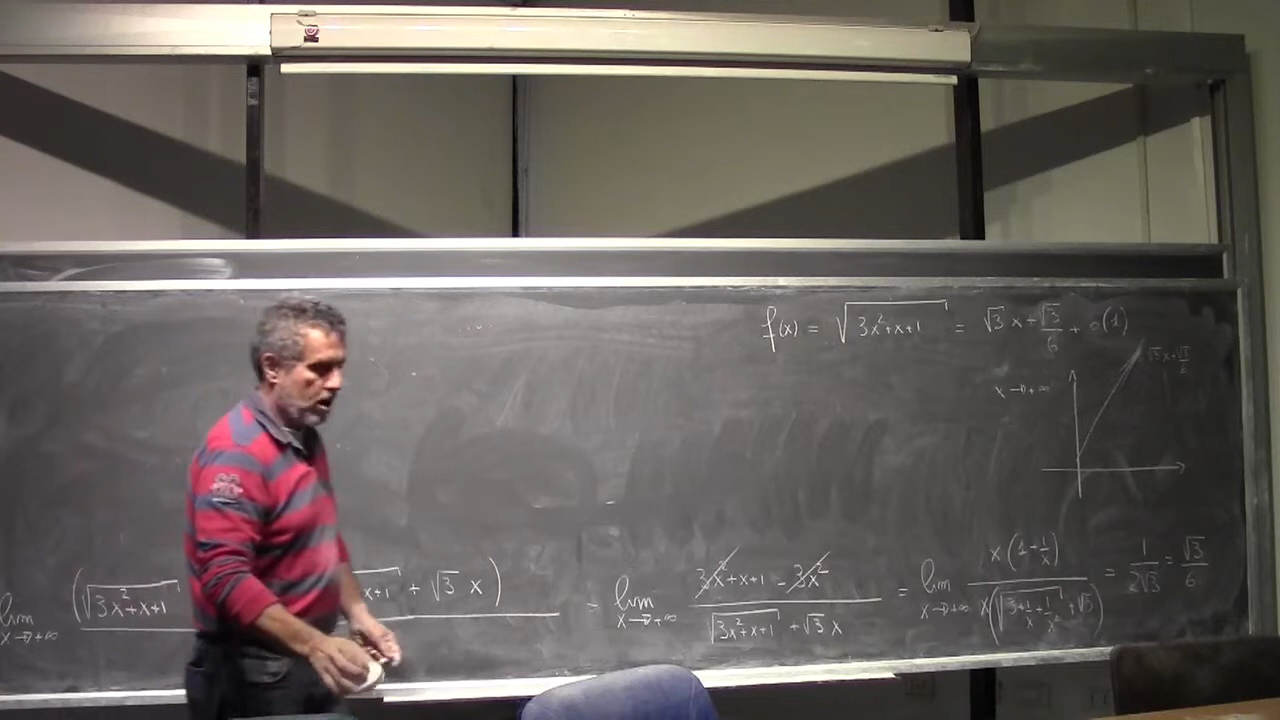 f(x) = √(3x²+x+1) = √3 x + √3/6 + o(1)
√3 x + √3/6
x → +∞
lim x→+∞ (√(3x²+x+1) x+1 + √3 x) = lim x→+∞ (3x²+x+1 - 3x²)/(√(3x²+x+1) + √3 x) = lim x→+∞ x(1+1/x)/(x(√(3+1/x+1/x²)+√3)) = 1/(2√3) = √3/6